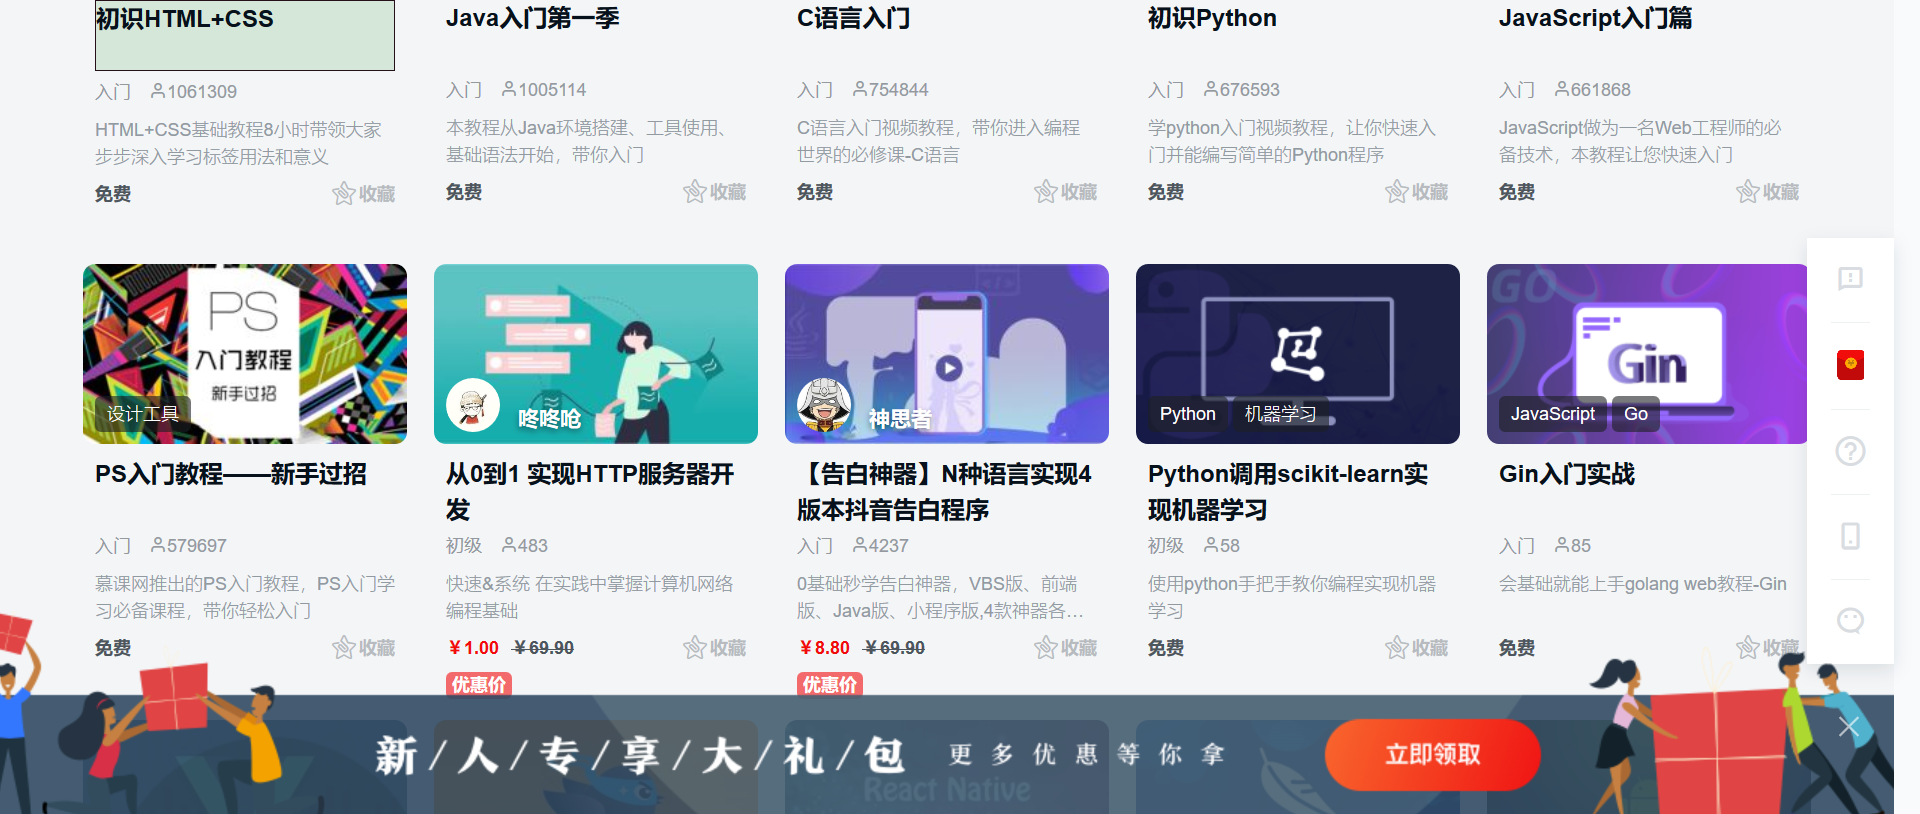 初识HTML+CSS
Java入门第一季
C语言入门
初识Python
JavaScript入门篇
入门 1061309
入门 1005114
入门 754844
入门 676593
入门 661868
HTML+CSS基础教程8小时带领大家
步步深入学习标签用法和意义
本教程从Java环境搭建、工具使用、
基础语法开始，带你入门
C语言入门视频教程，带你进入编程
世界的必修课-C语言
学python入门视频教程，让你快速入
门并能编写简单的Python程序
JavaScript做为一名Web工程师的必
备技术，本教程让您快速入门
免费 收藏
免费 收藏
免费 收藏
免费 收藏
免费 收藏
PS
入门教程
新手过招
设计工具
咚咚呛
神思者
Python 机器学习
GO
Gin
JavaScript Go
PS入门教程——新手过招
从0到1 实现HTTP服务器开
发
【告白神器】N种语言实现4
版本抖音告白程序
Python调用scikit-learn实
现机器学习
Gin入门实战
入门 579697
初级 483
入门 4237
初级 58
入门 85
慕课网推出的PS入门教程，PS入门学
习必备课程，带你轻松入门
快速&系统 在实践中掌握计算机网络
编程基础
0基础秒学告白神器，VBS版、前端
版、Java版、小程序版,4款神器各…
使用python手把手教你编程实现机器
学习
会基础就能上手golang web教程-Gin
免费 收藏
￥1.00 ￥69.90 收藏
优惠价
￥8.80 ￥69.90 收藏
优惠价
免费 收藏
免费 收藏
新/人/专/享/大/礼/包 更多优惠等你拿 立即领取
React Native